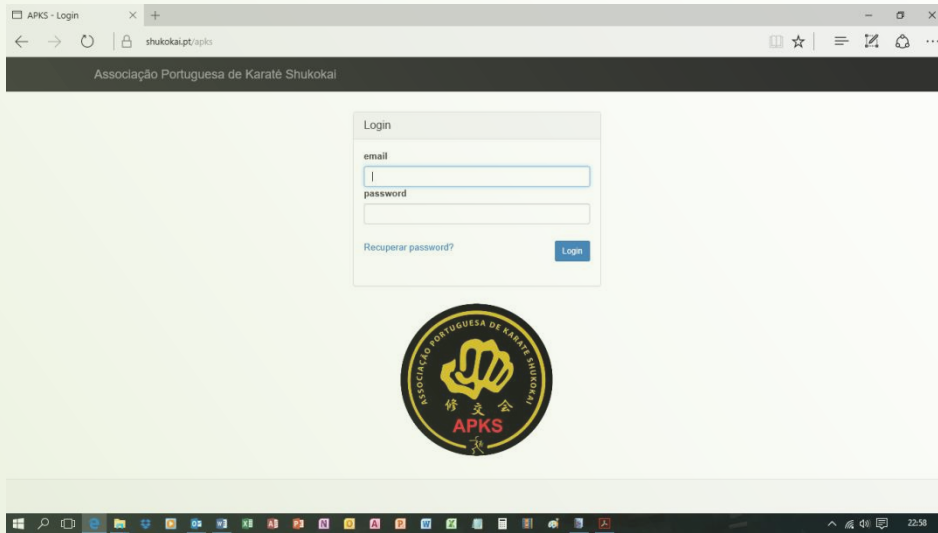 APKS - Login
shukokai.pt/apks
Associação Portuguesa de Karaté Shukokai
Login
email
password
Recuperar password?
Login
ASSOCIAÇÃO PORTUGUESA DE KARATE SHUKOKAI
修交会
APKS
22:58